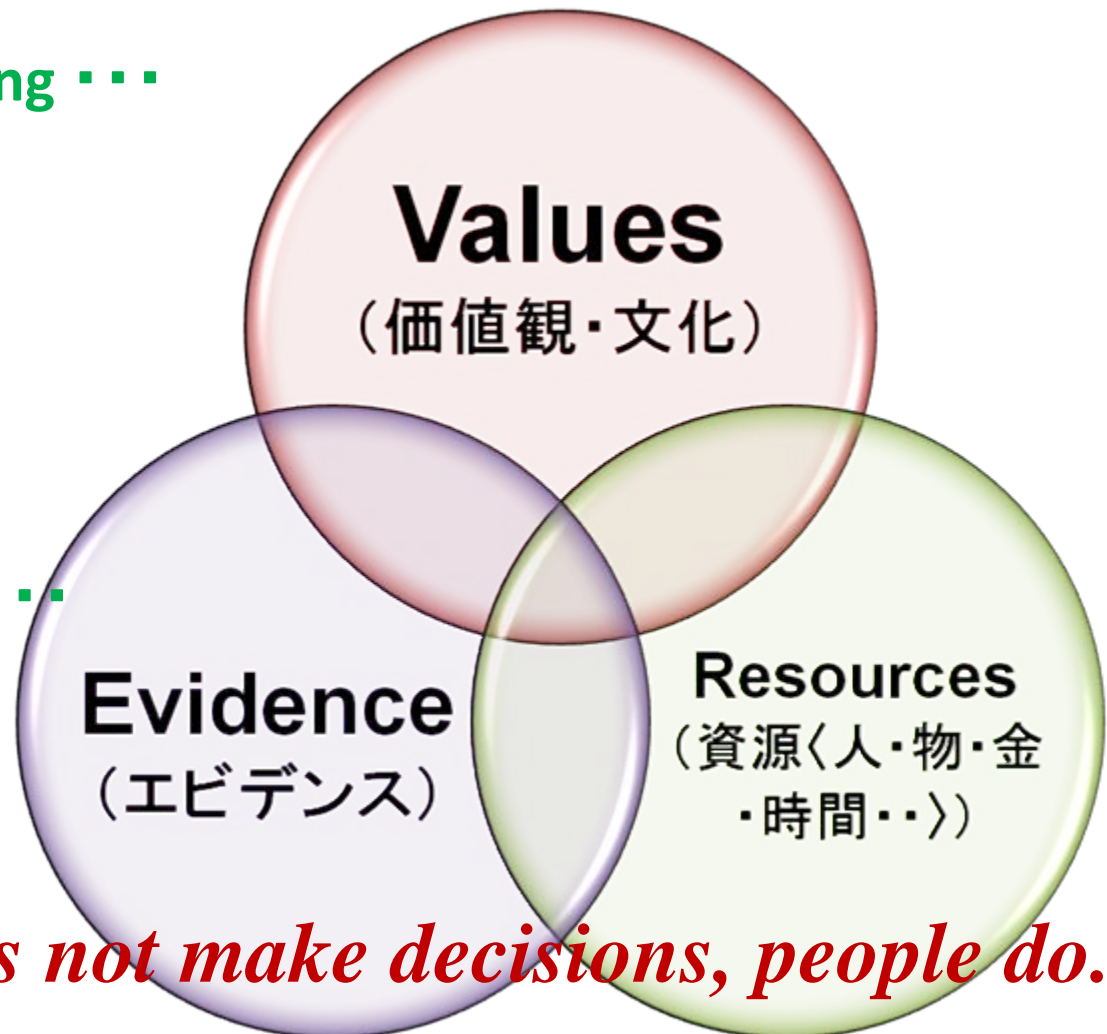 ng ･･･
Values
（価値観・文化）
･･
Evidence
（エビデンス）
Resources
（資源〈人・物・金
・時間・・〉）
s not make decisions, people do.